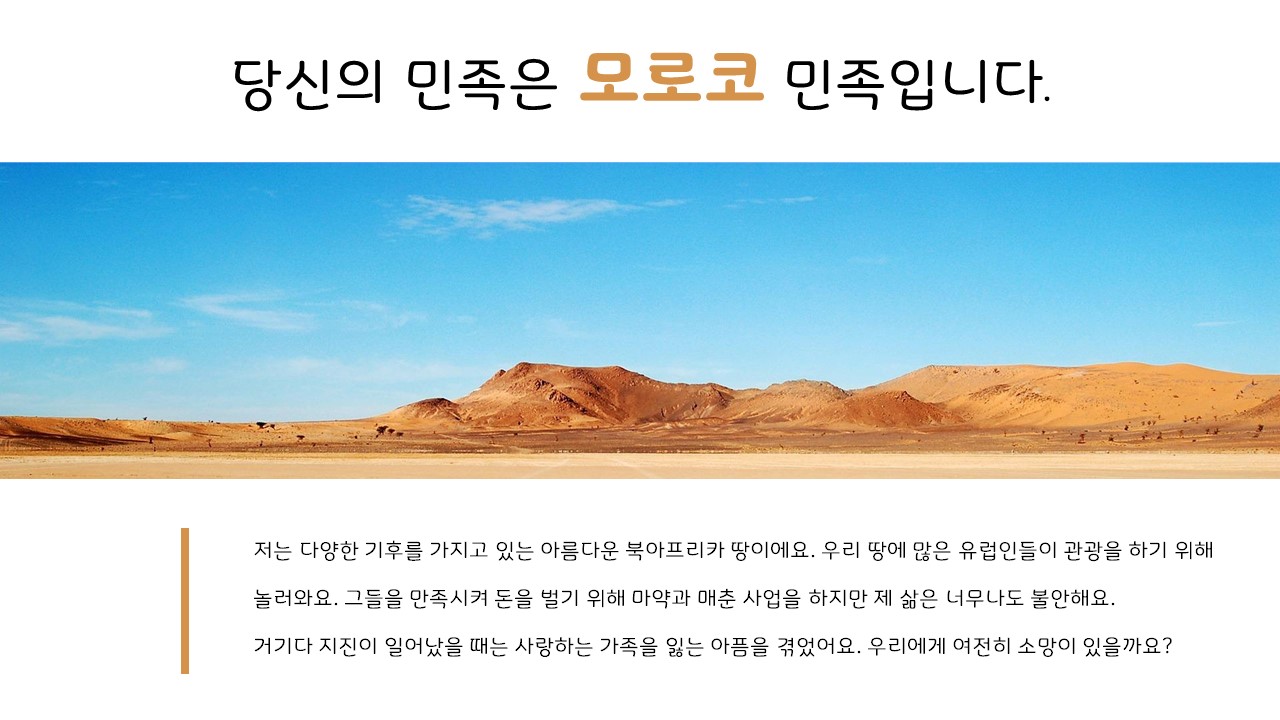 당신의 민족은 모로코 민족입니다.
저는 다양한 기후를 가지고 있는 아름다운 북아프리카 땅이에요. 우리 땅에 많은 유럽인들이 관광을 하기 위해
놀러와요. 그들을 만족시켜 돈을 벌기 위해 마약과 매춘 사업을 하지만 제 삶은 너무나도 불안해요.
거기다 지진이 일어났을 때는 사랑하는 가족을 잃는 아픔을 겪었어요. 우리에게 여전히 소망이 있을까요?